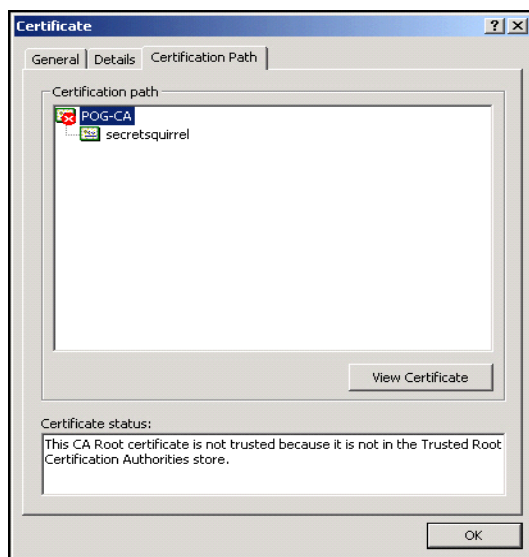 Certificate
General
Details
Certification Path
Certification path
POG-CA
secretsquirrel
View Certificate
Certificate status:
This CA Root certificate is not trusted because it is not in the Trusted Root
Certification Authorities store.
OK